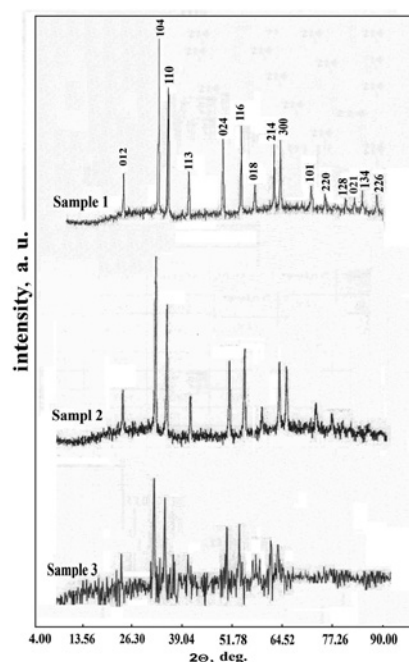 104
110
116
024
214
300
012
113
018
101
220
128
021
134
226
Sample 1
intensity, a. u.
Sampl 2
Sample 3
4.00 13.56 26.30 39.04 51.78 64.52 77.26 90.00
2Θ, deg.